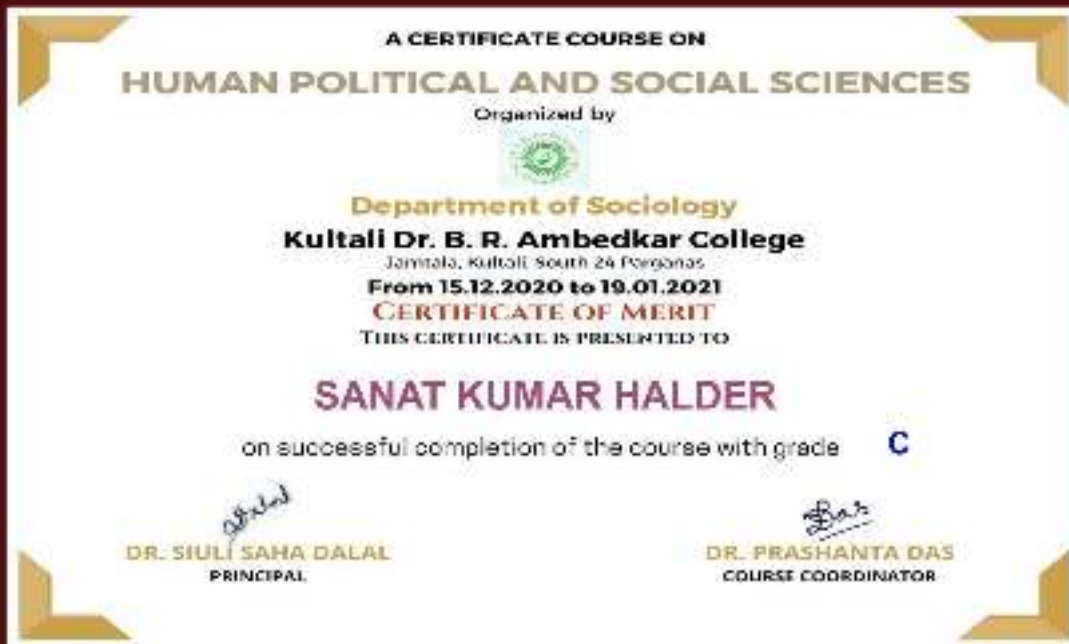 A CERTIFICATE COURSE ON
HUMAN POLITICAL AND SOCIAL SCIENCES
Organized by
Department of Sociology
Kultali Dr. B. R. Ambedkar College
Jamtala, Kultali, South 24 Parganas
From 15.12.2020 to 19.01.2021
CERTIFICATE OF MERIT
THIS CERTIFICATE IS PRESENTED TO
SANAT KUMAR HALDER
on successful completion of the course with grade C
Das
DR. SIULI SAHA DALAL DR. PRASHANTA DAS
PRINCIPAL COURSE COORDINATOR